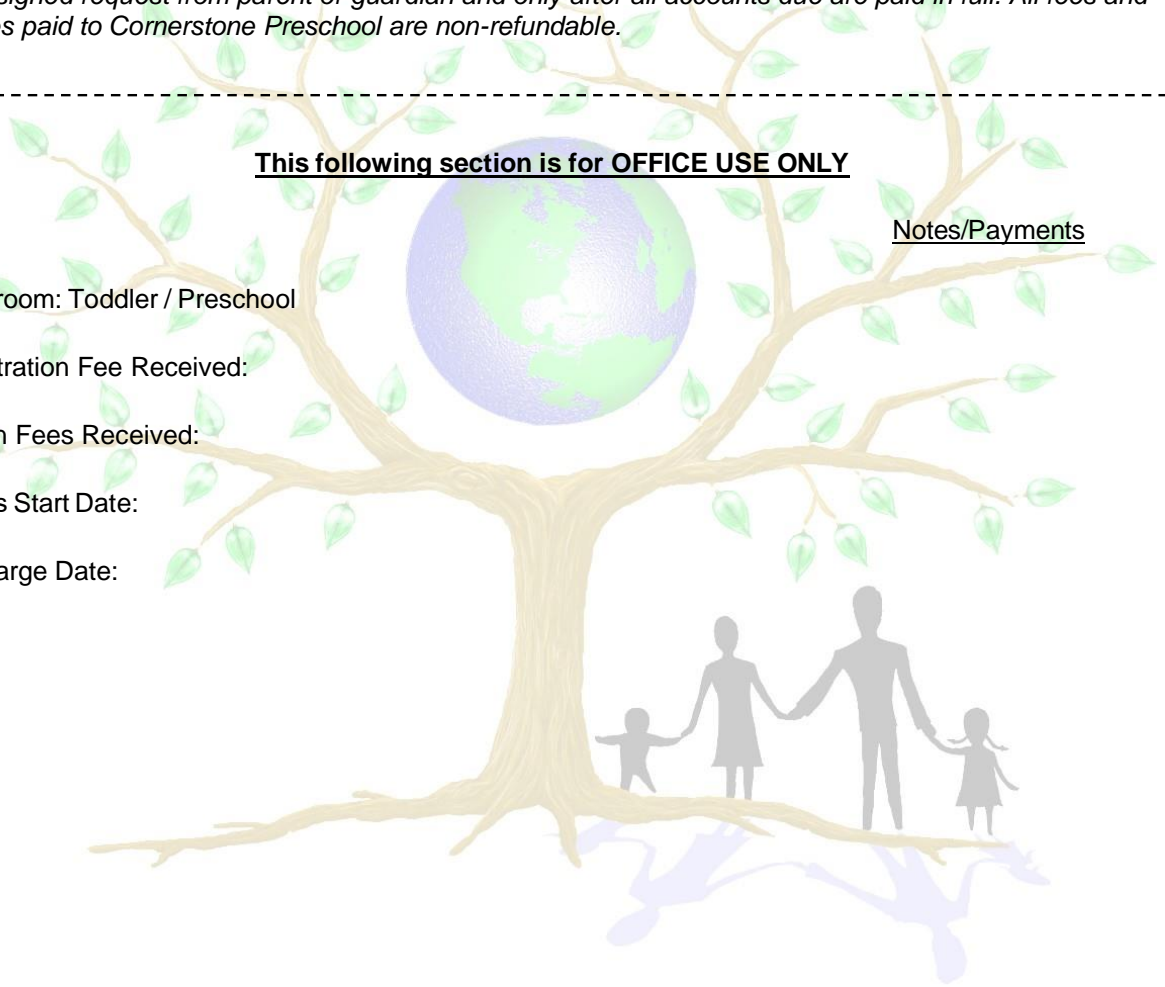 signed request from parent or guardian and only after all accounts due are paid in full. All fees and
es paid to Cornerstone Preschool are non-refundable.
This following section is for OFFICE USE ONLY
Notes/Payments
room: Toddler / Preschool
tration Fee Received:
n Fees Received:
s Start Date:
arge Date: